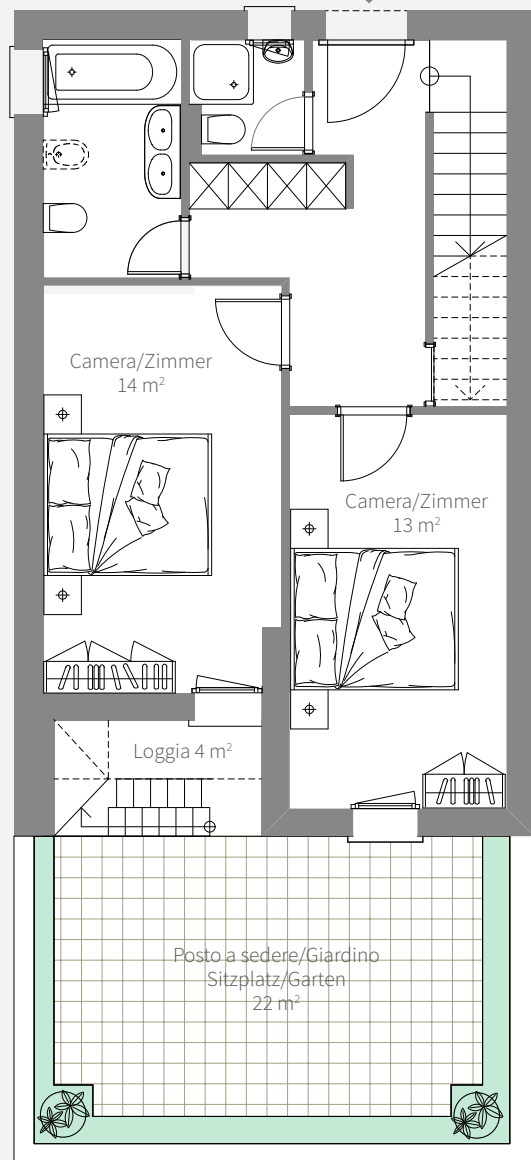 Camera/Zimmer
14 m²
Camera/Zimmer
13 m²
Loggia 4 m²
Posto a sedere/Giardino
Sitzplatz/Garten
22 m²